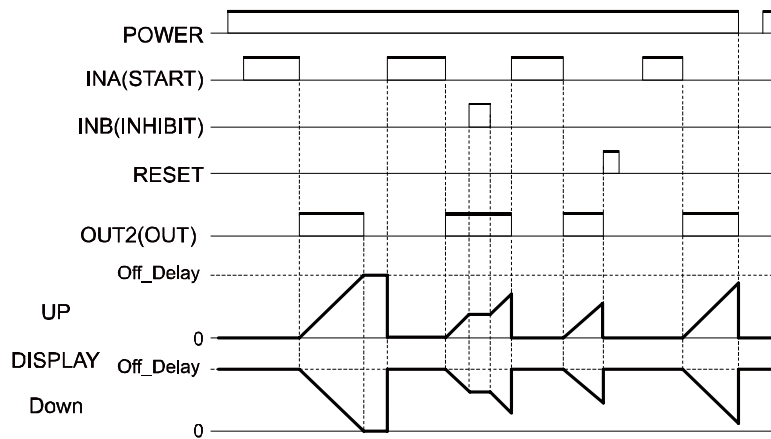 POWER
INA(START)
INB(INHIBIT)
RESET
OUT2(OUT)
Off_Delay
UP
0
DISPLAY Off_Delay
Down
0